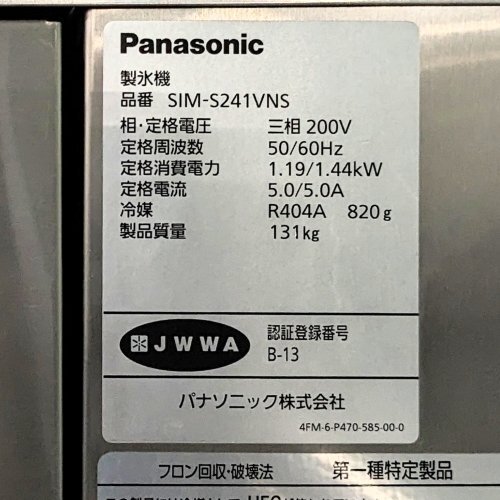 Panasonic
製氷機
品番 SIM-S241VNS
相・定格電圧 三相 200V
定格周波数 50/60Hz
定格消費電力 1.19/1.44kW
定格電流 5.0/5.0A
冷媒 R404A 820g
製品質量 131kg
JWWA 認証登録番号
B-13
パナソニック株式会社
4FM-6-P470-585-00-0
フロン回収・破壊法 第一種特定製品